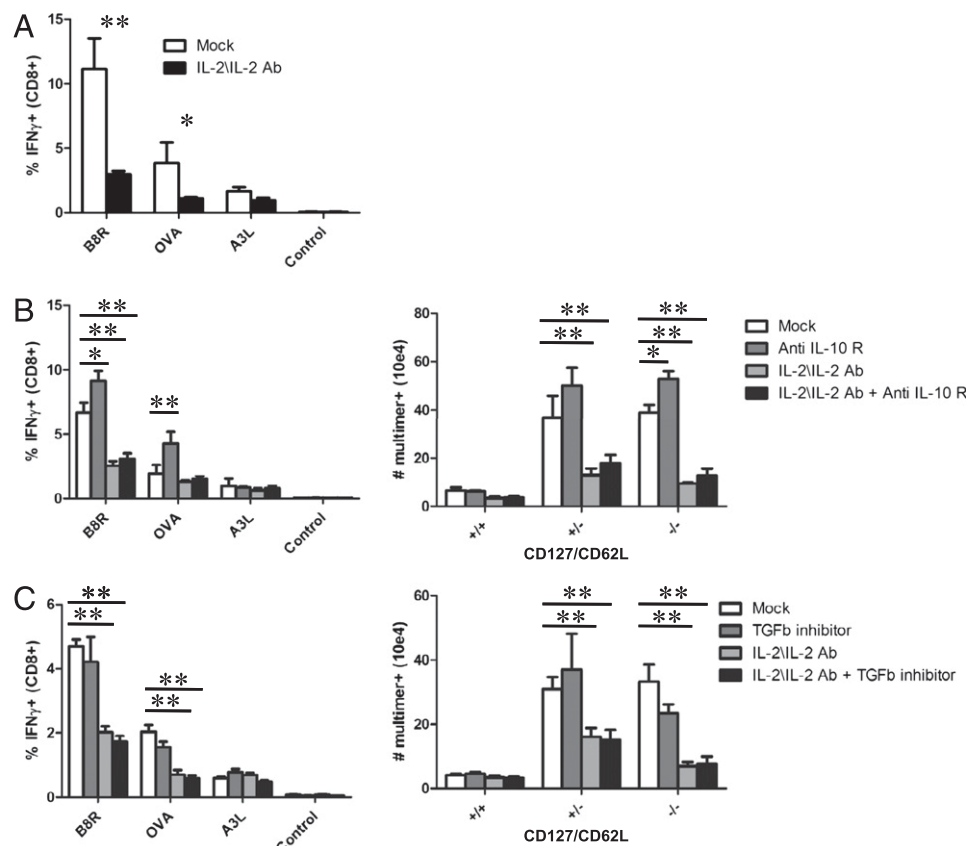 A
15
10
5
0
% IFNγ+ (CD8+)
**
*
Mock
IL-2\IL-2 Ab
B8R
OVA
A3L
Control
B
15
10
5
0
% IFNγ+ (CD8+)
**
**
*
**
B8R
OVA
A3L
Control
80
60
40
20
0
# multimer+ (10e4)
**
**
**
**
*
+/+
+/-
-/-
CD127/CD62L
Mock
Anti IL-10 R
IL-2\IL-2 Ab
IL-2\IL-2 Ab + Anti IL-10 R
C
6
4
2
0
% IFNγ+ (CD8+)
**
**
**
**
B8R
OVA
A3L
Control
60
40
20
0
# multimer+ (10e4)
**
**
**
**
+/+
+/-
-/-
CD127/CD62L
Mock
TGFb inhibitor
IL-2\IL-2 Ab
IL-2\IL-2 Ab + TGFb inhibitor